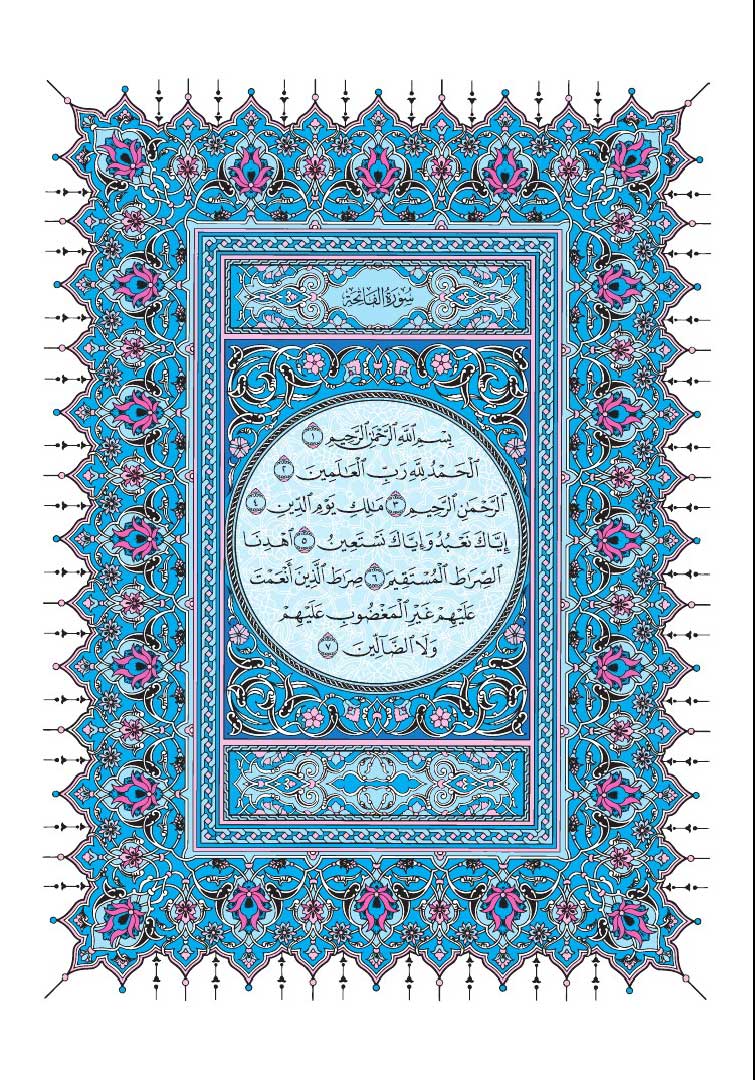 سُورَةُ الفَاتِحَةِ
بِسْمِ ٱللَّهِ ٱلرَّحْمَٰنِ ٱلرَّحِيمِ ١
ٱلْحَمْدُ لِلَّهِ رَبِّ ٱلْعَٰلَمِينَ ٢
ٱلرَّحْمَٰنِ ٱلرَّحِيمِ ٣ مَٰلِكِ يَوْمِ ٱلدِّينِ ٤
إِيَّاكَ نَعْبُدُ وَإِيَّاكَ نَسْتَعِينُ ٥ ٱهْدِنَا
ٱلصِّرَٰطَ ٱلْمُسْتَقِيمَ ٦ صِرَٰطَ ٱلَّذِينَ أَنْعَمْتَ
عَلَيْهِمْ غَيْرِ ٱلْمَغْضُوبِ عَلَيْهِمْ
وَلَا ٱلضَّآلِّينَ ٧